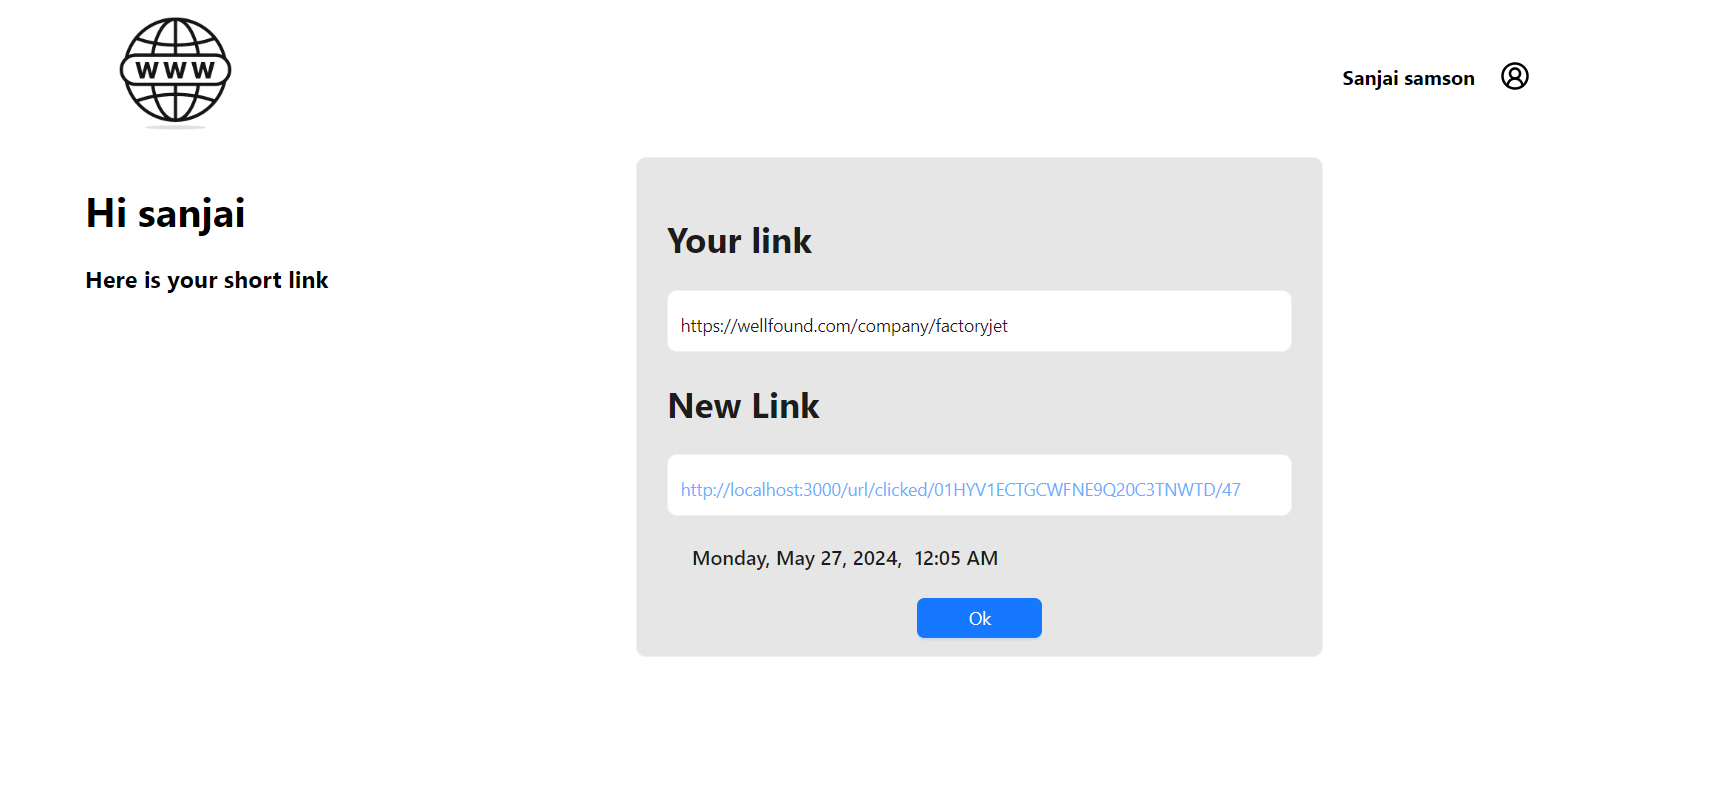 WWW
Sanjai samson
Hi sanjai
Here is your short link
Your link
https://wellfound.com/company/factoryjet
New Link
http://localhost:3000/url/clicked/01HYV1ECTGCWFNE9Q20C3TNWTD/47
Monday, May 27, 2024, 12:05 AM
Ok